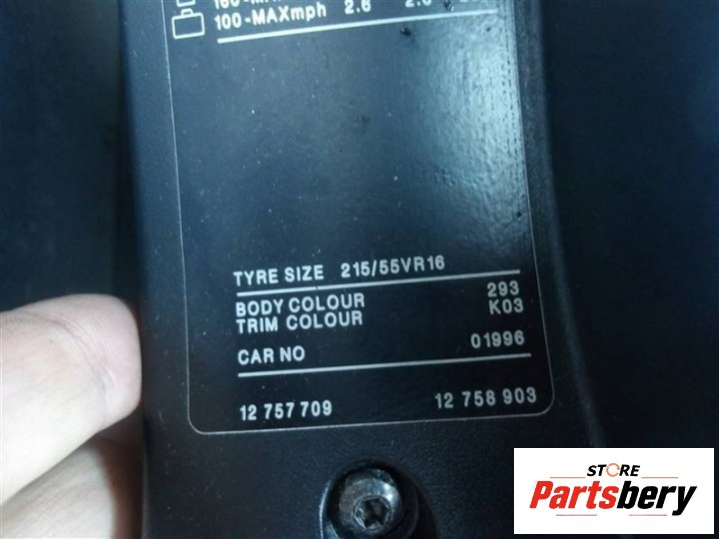 100-MAXmph 2.6
TYRE SIZE 215/55VR16
BODY COLOUR 293
TRIM COLOUR K03
CAR NO 01996
12 757 709 12 758 903
STORE
Partsbery